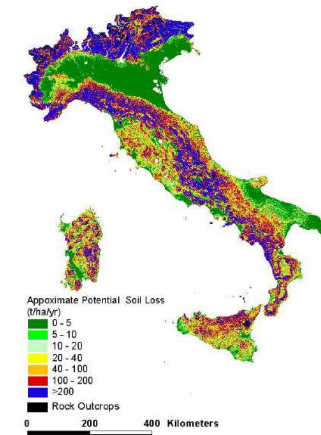 Appoximate Potential Soil Loss
(t/ha/yr)
0 - 5
5 - 10
10 - 20
20 - 40
40 - 100
100 - 200
>200
Rock Outcrops
0 200 400 Kilometers